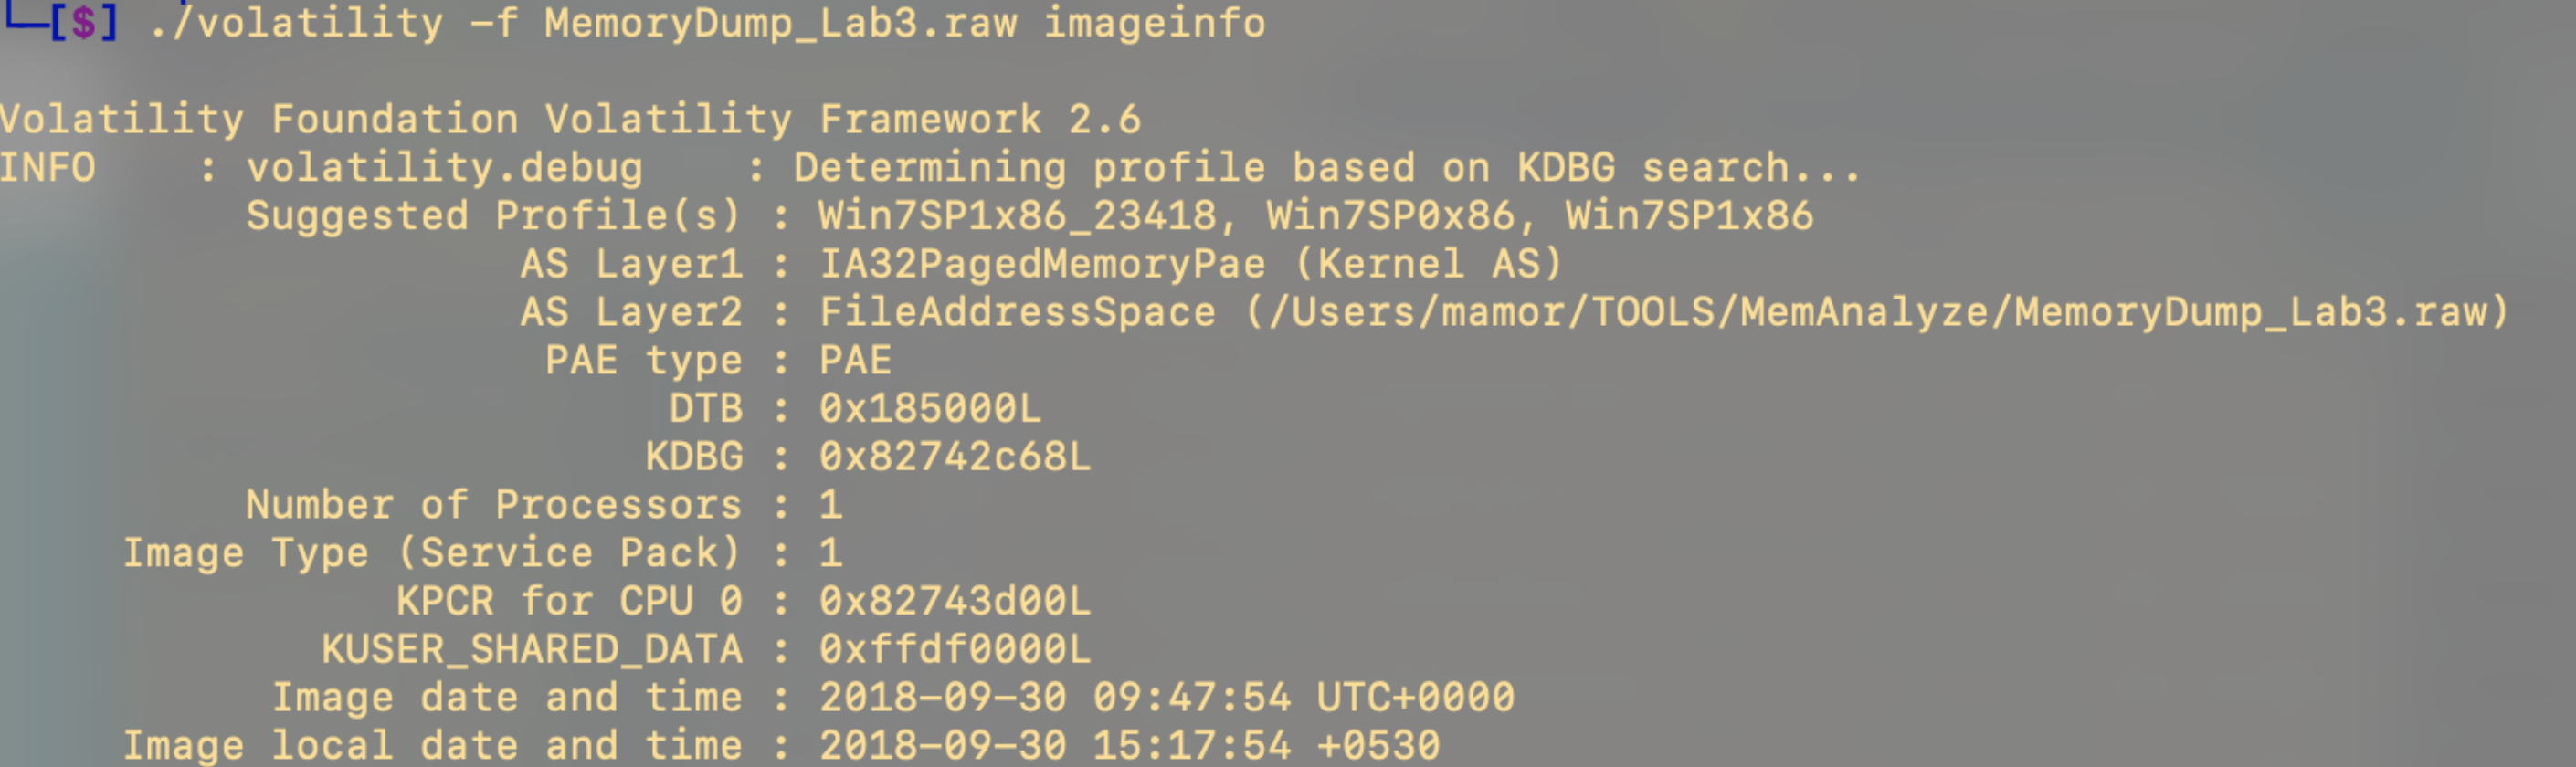 └─[$] ./volatility -f MemoryDump_Lab3.raw imageinfo
Volatility Foundation Volatility Framework 2.6
INFO    : volatility.debug    : Determining profile based on KDBG search...
Suggested Profile(s) : Win7SP1x86_23418, Win7SP0x86, Win7SP1x86
AS Layer1 : IA32PagedMemoryPae (Kernel AS)
AS Layer2 : FileAddressSpace (/Users/mamor/TOOLS/MemAnalyze/MemoryDump_Lab3.raw)
PAE type : PAE
DTB : 0x185000L
KDBG : 0x82742c68L
Number of Processors : 1
Image Type (Service Pack) : 1
KPCR for CPU 0 : 0x82743d00L
KUSER_SHARED_DATA : 0xffdf0000L
Image date and time : 2018-09-30 09:47:54 UTC+0000
Image local date and time : 2018-09-30 15:17:54 +0530